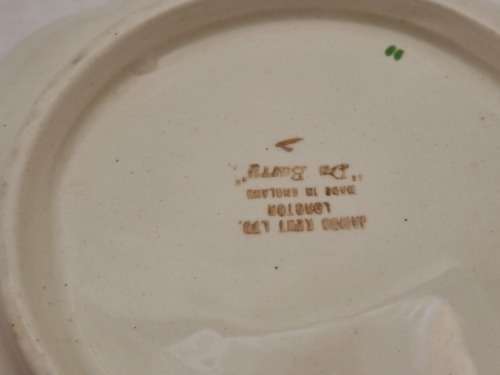 JAMES KENT LTD.
LONGTON
MADE IN ENGLAND
"Du Barry"